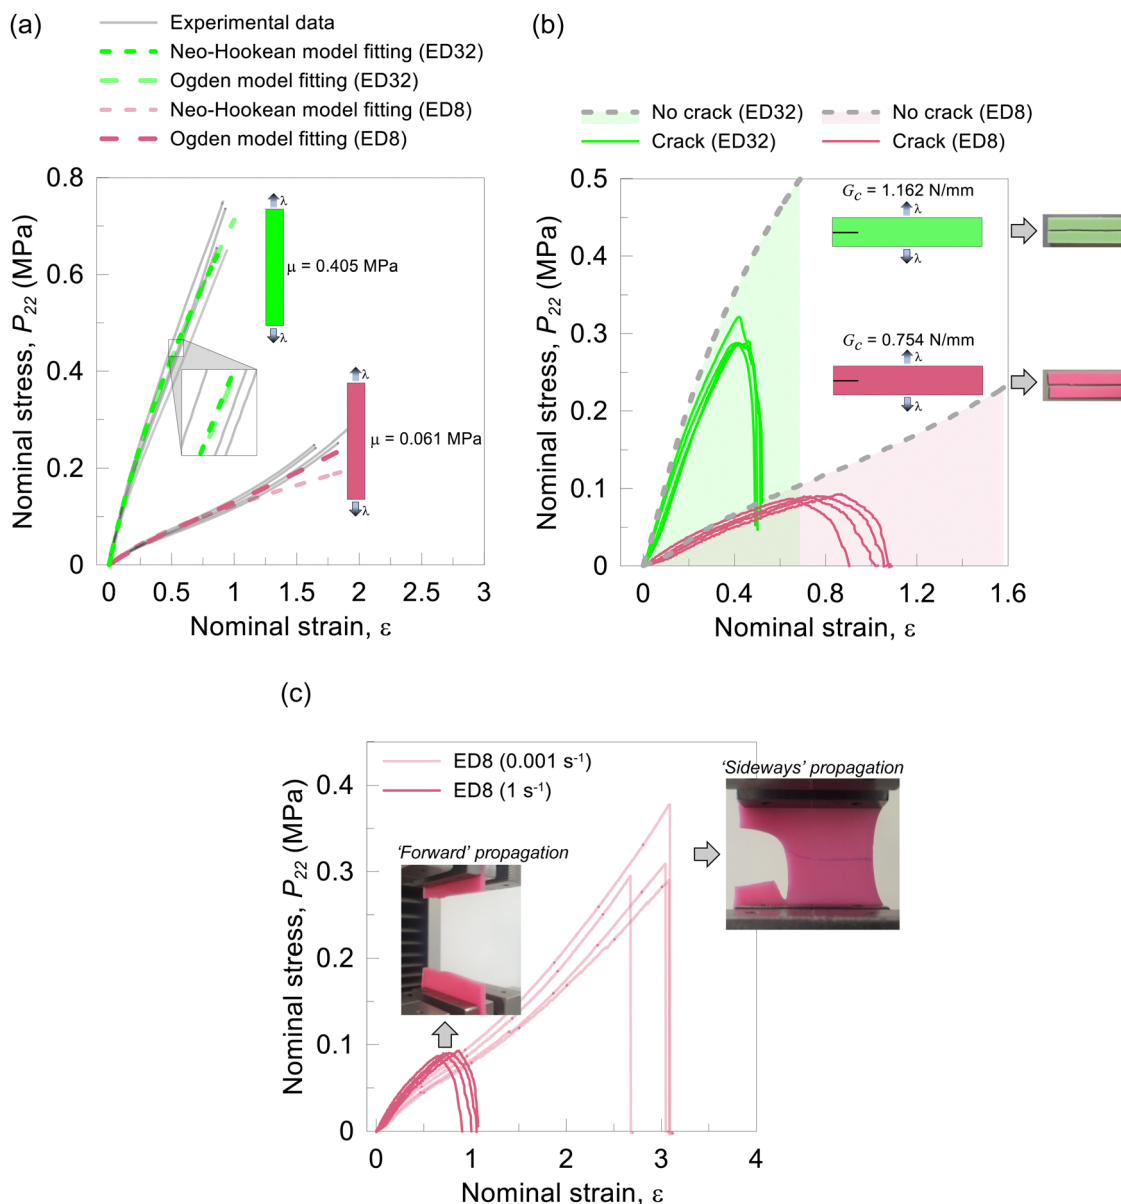 (a)
Experimental data
Neo-Hookean model fitting (ED32)
Ogden model fitting (ED32)
Neo-Hookean model fitting (ED8)
Ogden model fitting (ED8)
Nominal stress, P22 (MPa)
0.8
0.6
0.4
0.2
0
λ
μ = 0.405 MPa
λ
λ
μ = 0.061 MPa
λ
0 0.5 1 1.5 2 2.5 3
Nominal strain, ε
(b)
No crack (ED32) No crack (ED8)
Crack (ED32) Crack (ED8)
Nominal stress, P22 (MPa)
0.5
0.4
0.3
0.2
0.1
0
Gc = 1.162 N/mm
λ
λ
Gc = 0.754 N/mm
λ
λ
0 0.4 0.8 1.2 1.6
Nominal strain, ε
(c)
ED8 (0.001 s-1)
ED8 (1 s-1)
'Sideways' propagation
'Forward' propagation
Nominal stress, P22 (MPa)
0.4
0.3
0.2
0.1
0
0 1 2 3 4
Nominal strain, ε